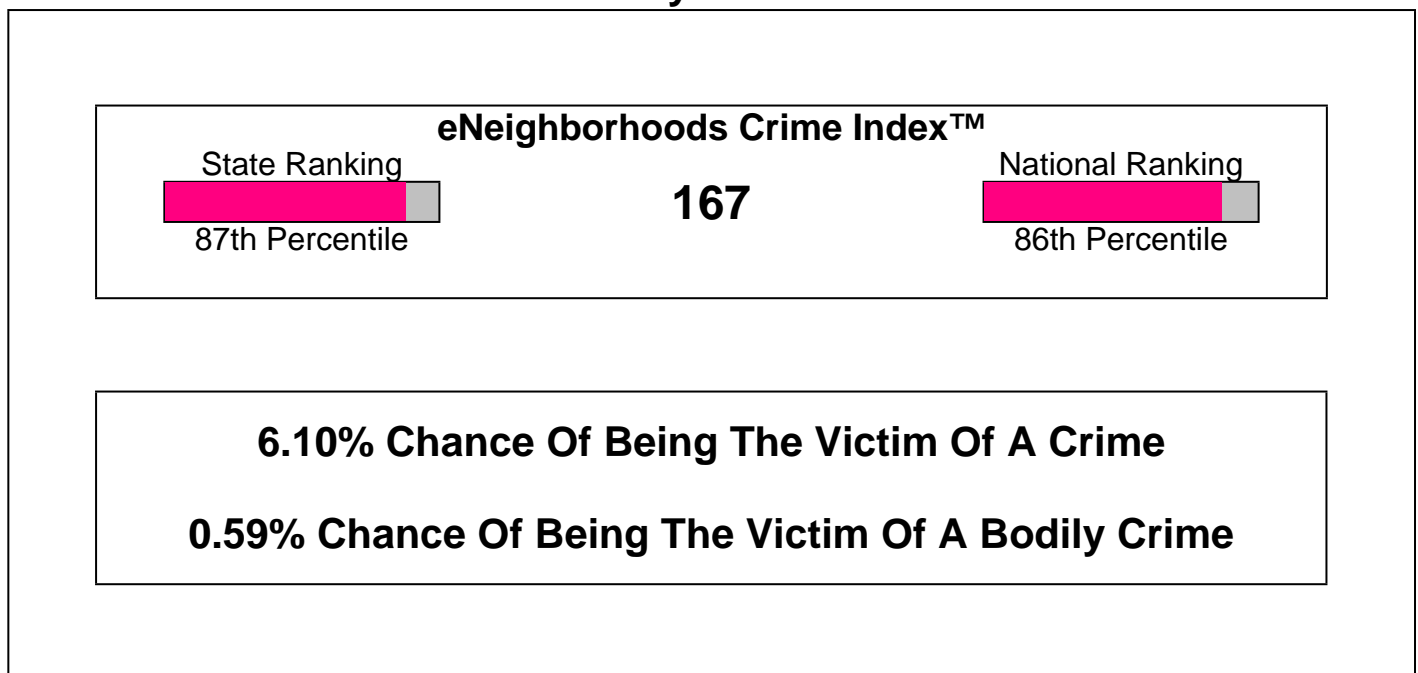 eNeighborhoods Crime Index™
State Ranking
167
National Ranking
87th Percentile
86th Percentile
6.10% Chance Of Being The Victim Of A Crime
0.59% Chance Of Being The Victim Of A Bodily Crime